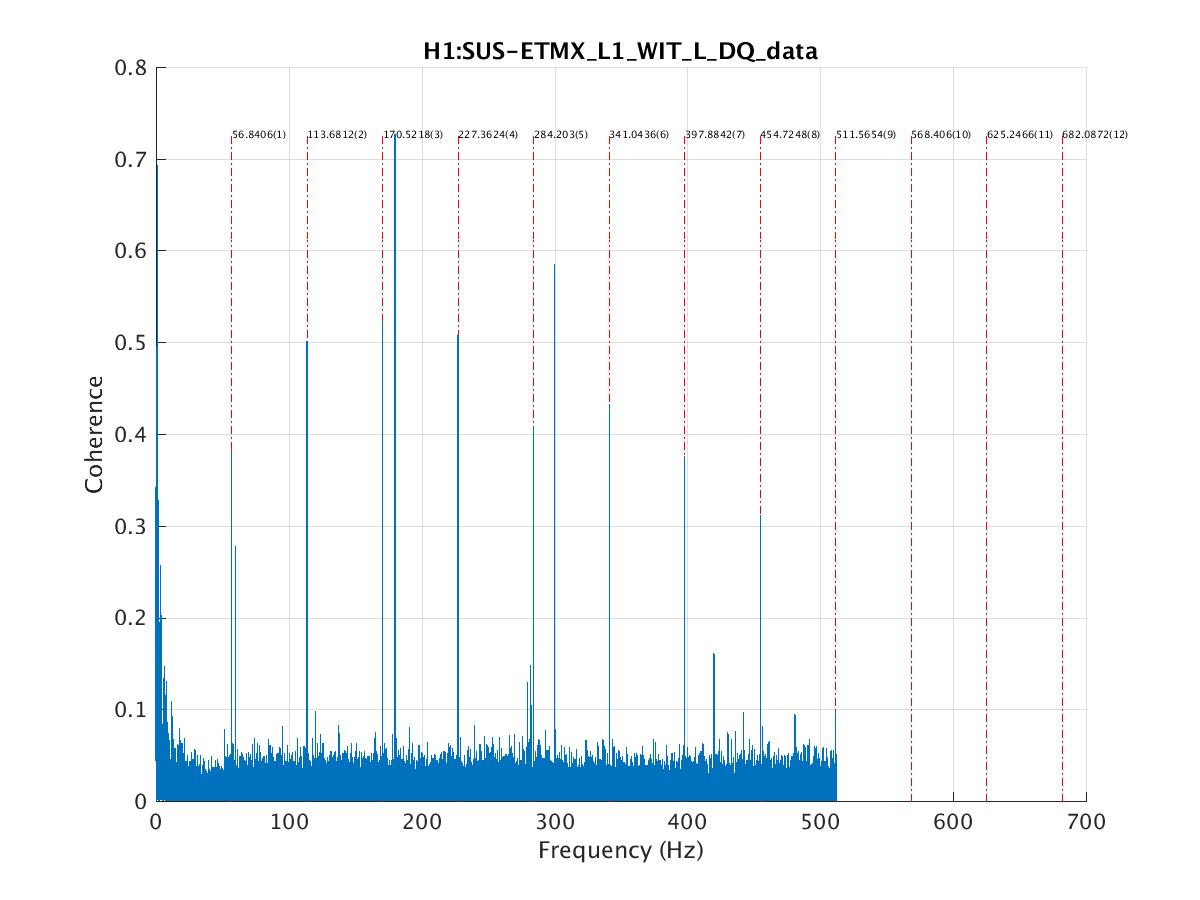 H1:SUS-ETMX_L1_WIT_L_DQ_data
0.8
56.8406(1) 113.6812(2) 170.5218(3) 227.3624(4) 284.203(5) 341.0436(6) 397.8842(7) 454.7248(8) 511.5654(9) 568.406(10) 625.2466(11) 682.0872(12)
0.7
0.6
0.5
0.4
0.3
0.2
0.1
0
Coherence
0 100 200 300 400 500 600 700
Frequency (Hz)